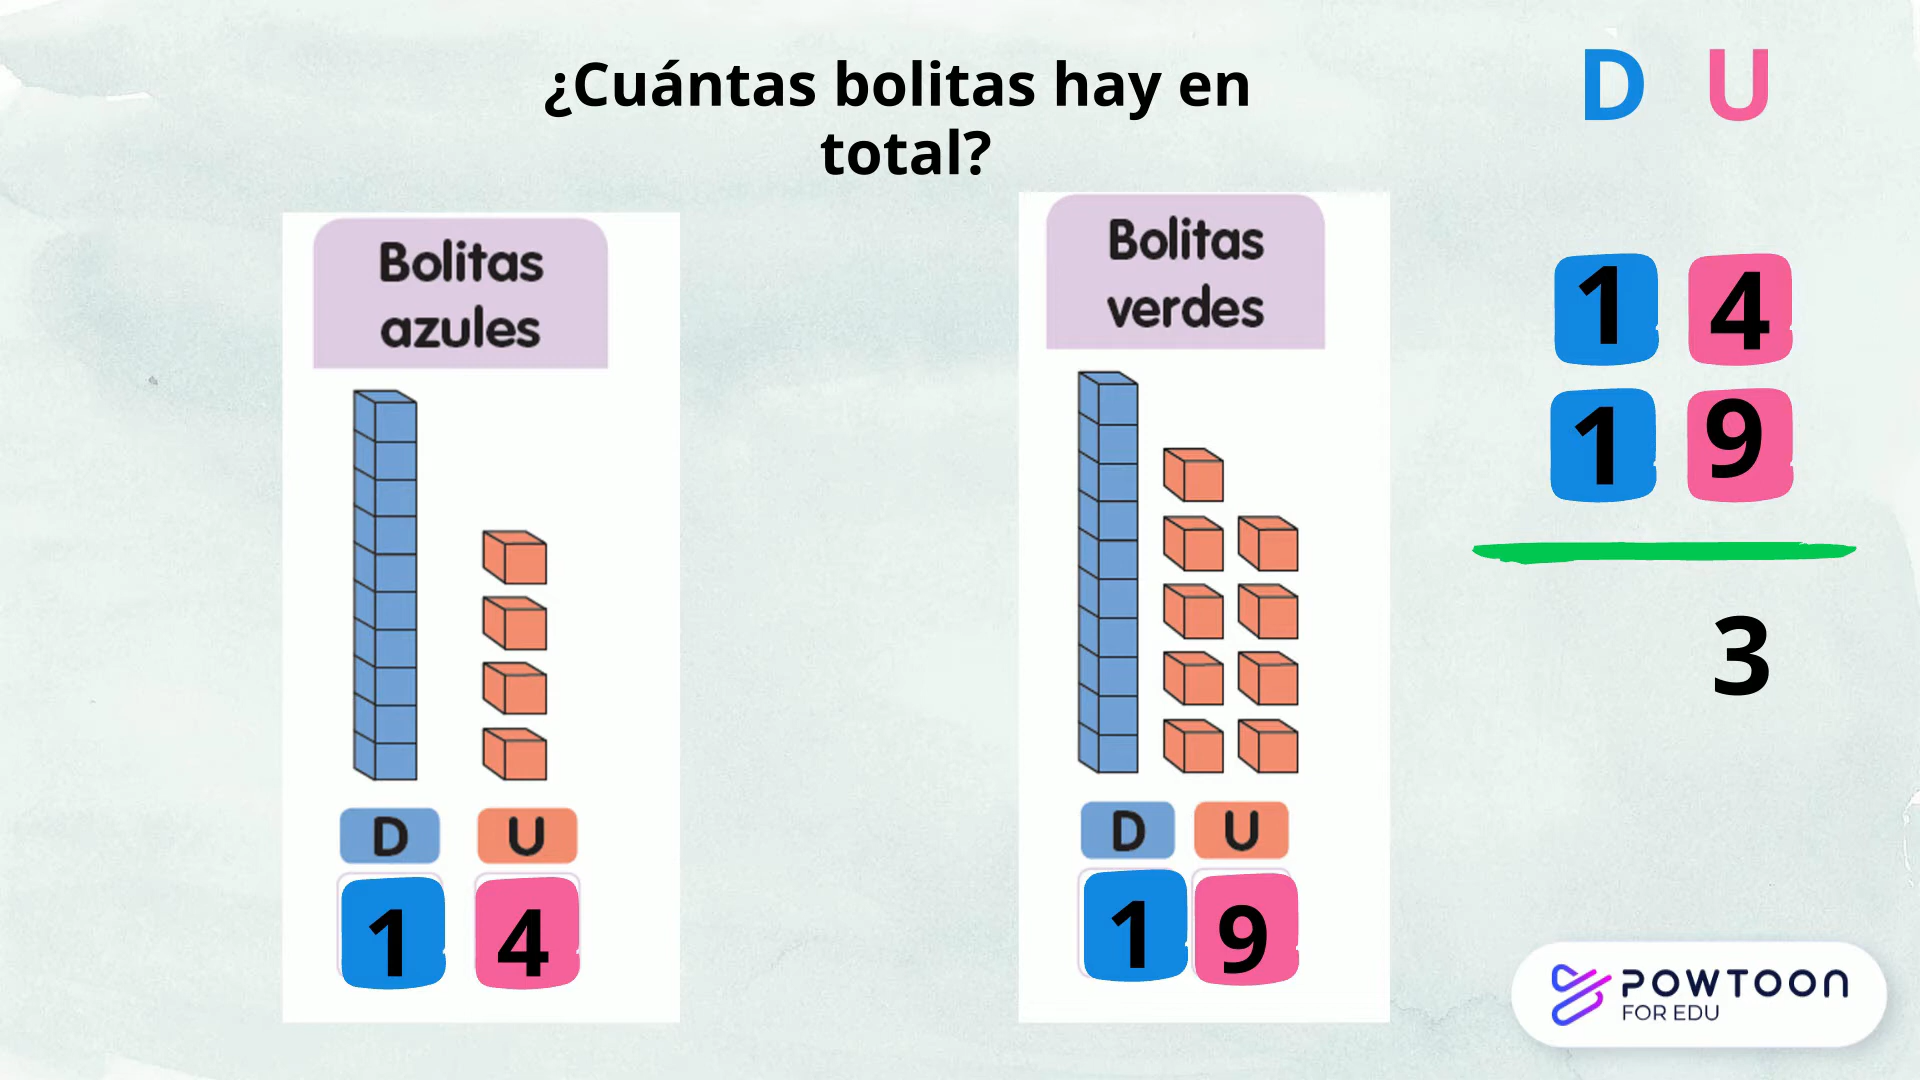 ¿Cuántas bolitas hay en
total?
D U
Bolitas
azules
D U
1 4
Bolitas
verdes
D U
1 9
1 4
1 9
3
POWTOON
FOR EDU